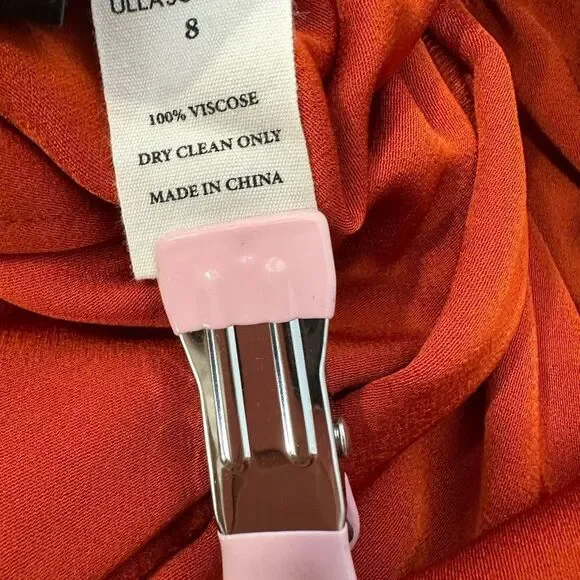 8
100% VISCOSE
DRY CLEAN ONLY
MADE IN CHINA